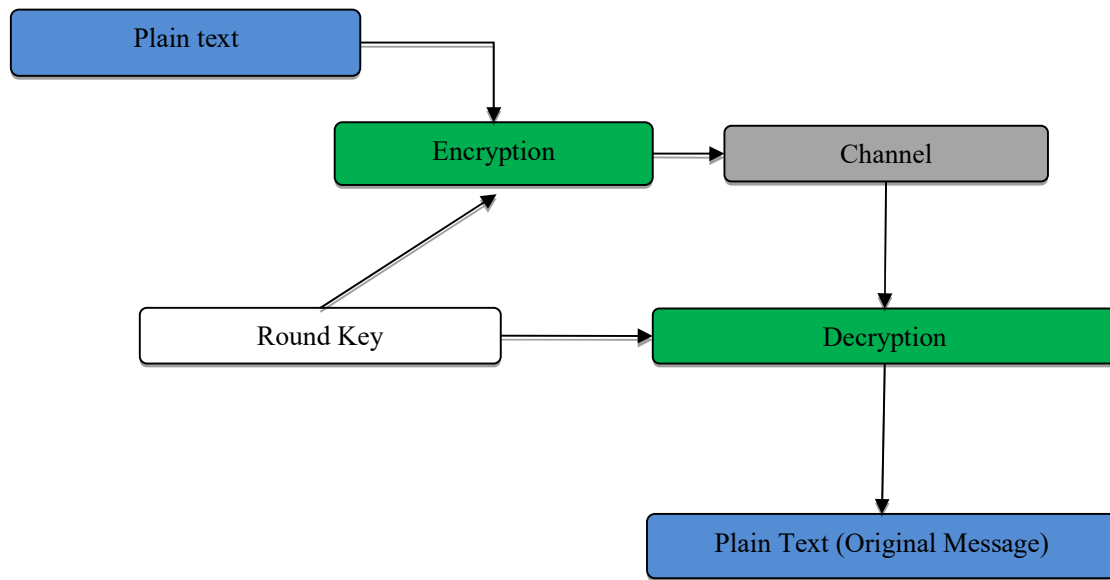 Plain text
Encryption
Channel
Round Key
Decryption
Plain Text (Original Message)